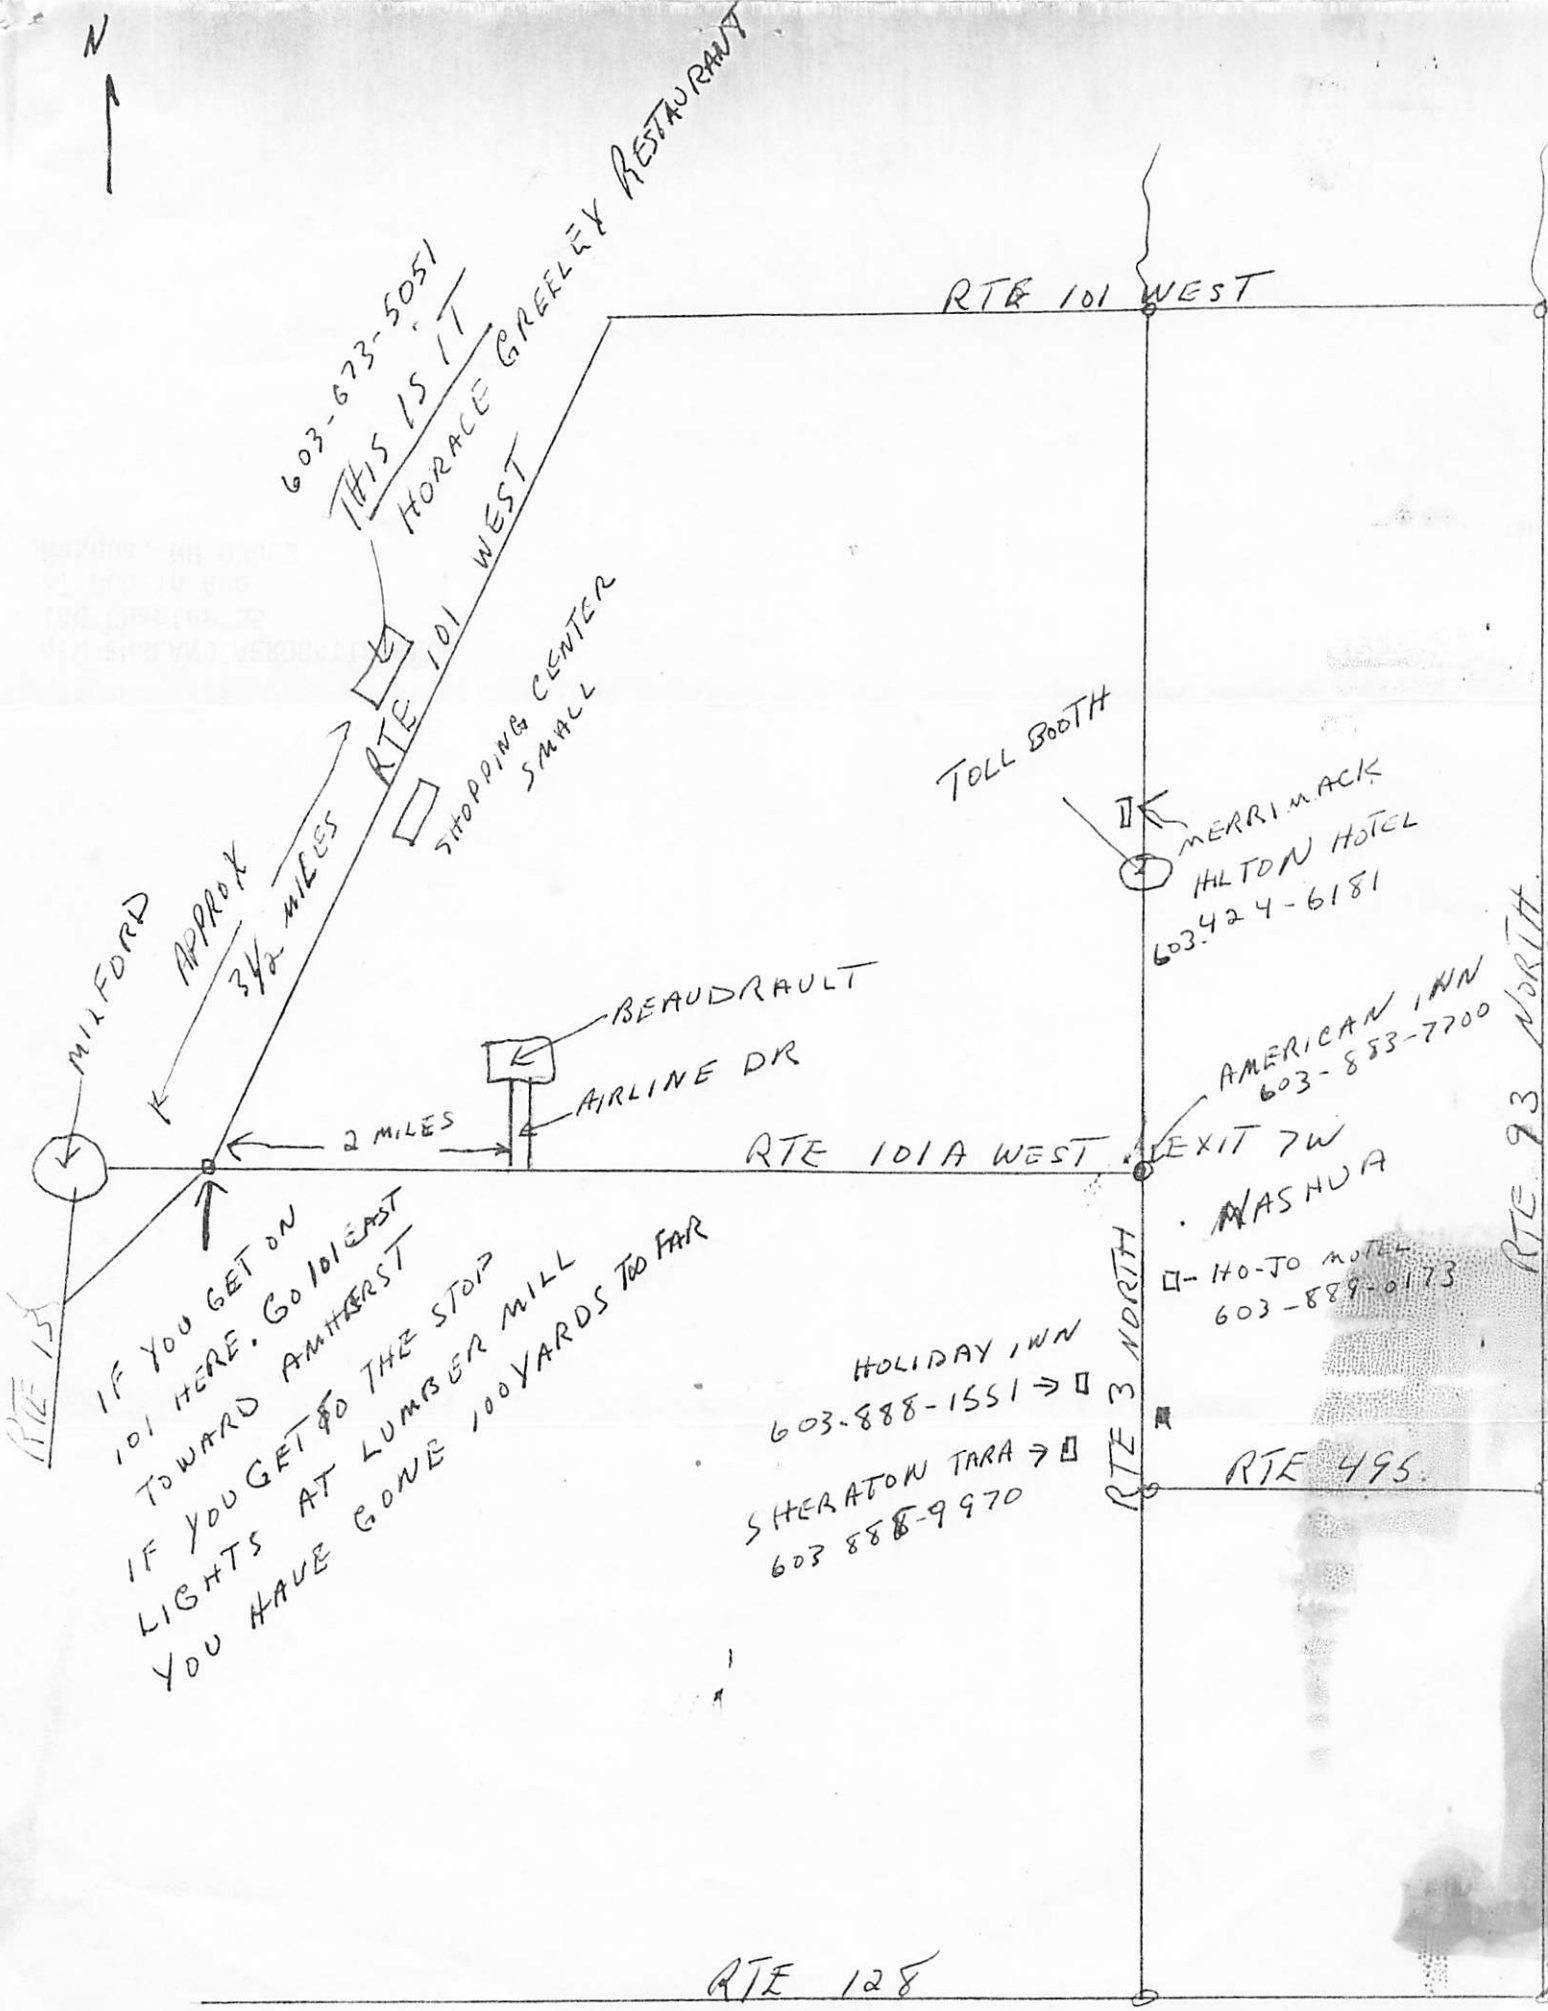 N
RTE 101 WEST
603-673-5051
THIS IS IT
HORACE GREELEY RESTAURANT
RTE 101 WEST
SHOPPING CENTER
SMALL
APPROX
3 1/2 MILES
MILFORD
TOLL BOOTH
MERRIMACK
HILTON HOTEL
603-424-6181
BEAUDRAULT
AIRLINE DR
2 MILES
RTE 101A WEST
AMERICAN INN
603-883-7700
EXIT 7W
NASHUA
RTE 93 NORTH
HO-JO MOTEL
603-889-0173
RTE 3 NORTH
HOLIDAY INN
603-888-1551
SHERATON TARA
603 888-9970
RTE 495
RTE 13
IF YOU GET ON
101 HERE. GO 101 EAST
TOWARD AMHERST
IF YOU GET TO THE STOP
LIGHTS AT LUMBER MILL
YOU HAVE GONE 100 YARDS TOO FAR
RTE 128